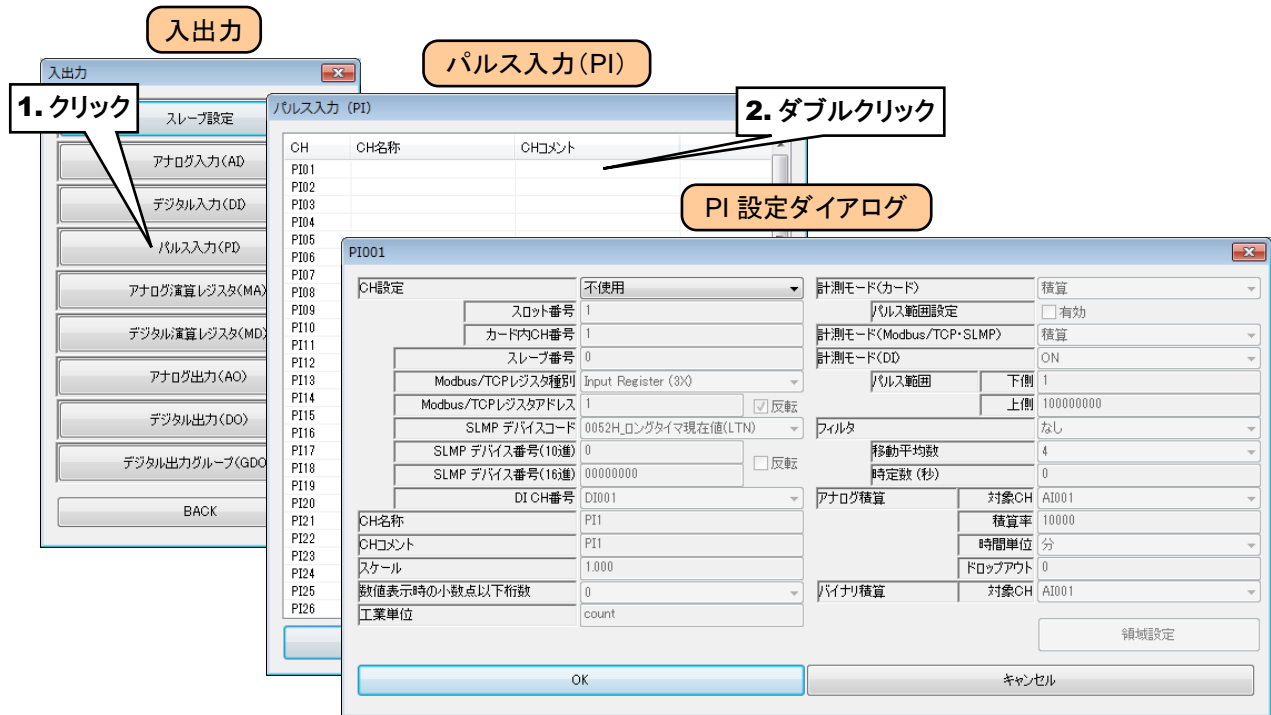 入出力
入出力
1. クリック
スレーブ設定
アナログ入力(AI)
デジタル入力(DI)
パルス入力(PI)
アナログ演算レジスタ(MA)
デジタル演算レジスタ(MD)
アナログ出力(AO)
デジタル出力(DO)
デジタル出力グループ(GDO
BACK
パルス入力(PI)
パルス入力 (PI)
2. ダブルクリック
CH CH名称 CHコメント
PI01
PI02
PI03
PI04
PI05
PI06
PI07
PI08
PI09
PI10
PI11
PI12
PI13
PI14
PI15
PI16
PI17
PI18
PI19
PI20
PI21
PI22
PI23
PI24
PI25
PI26
PI 設定ダイアログ
PI001
CH設定 不使用
スロット番号 1
カード内CH番号 1
スレーブ番号 0
Modbus/TCPレジスタ種別 Input Register (3X)
Modbus/TCPレジスタアドレス 1 反転
SLMP デバイスコード 0052H_ロングタイマ現在値(LTN)
SLMP デバイス番号(10進) 0
反転
SLMP デバイス番号(16進) 00000000
DI CH番号 DI001
CH名称 PI1
CHコメント PI1
スケール 1.000
数値表示時の小数点以下桁数 0
工業単位 count
計測モード(カード) 積算
パルス範囲設定 有効
計測モード(Modbus/TCP・SLMP) 積算
計測モード(DI) ON
パルス範囲 下側 1
上側 100000000
フィルタ なし
移動平均数 4
時定数 (秒) 0
アナログ積算 対象CH AI001
積算率 10000
時間単位 分
ドロップアウト 0
バイナリ積算 対象CH AI001
領域設定
OK キャンセル